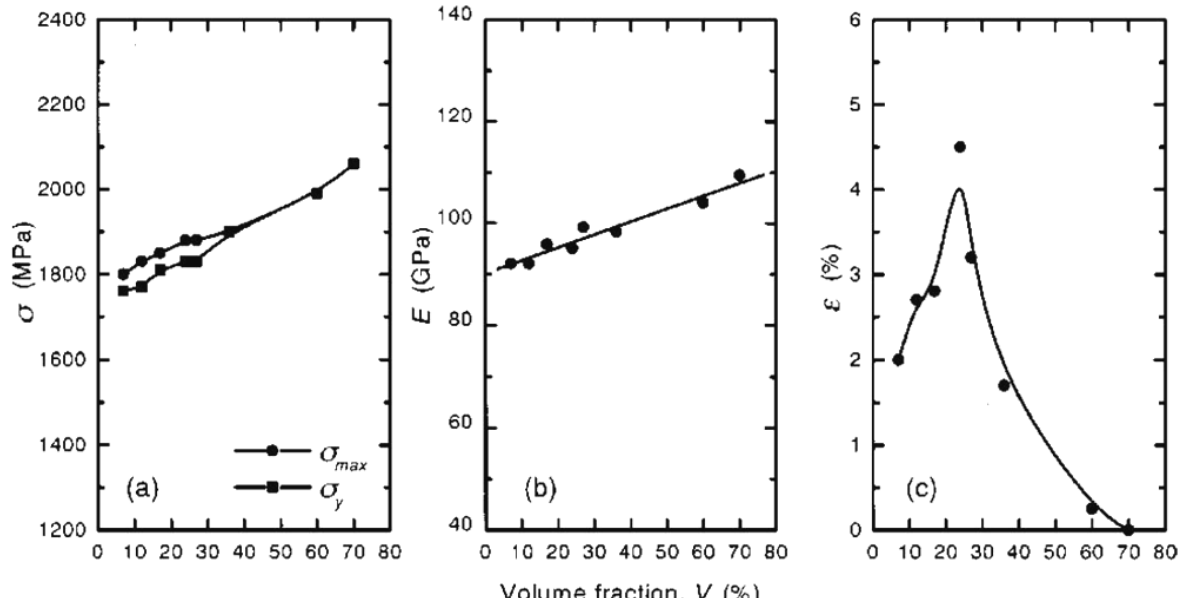 2400
2200
2000
1800
1600
1400
1200
σ (MPa)
σmax
σy
(a)
0 10 20 30 40 50 60 70 80
140
120
100
80
60
40
E (GPa)
(b)
0 10 20 30 40 50 60 70 80
Volume fraction, V (%)
6
5
4
3
2
1
0
ε (%)
(c)
0 10 20 30 40 50 60 70 80